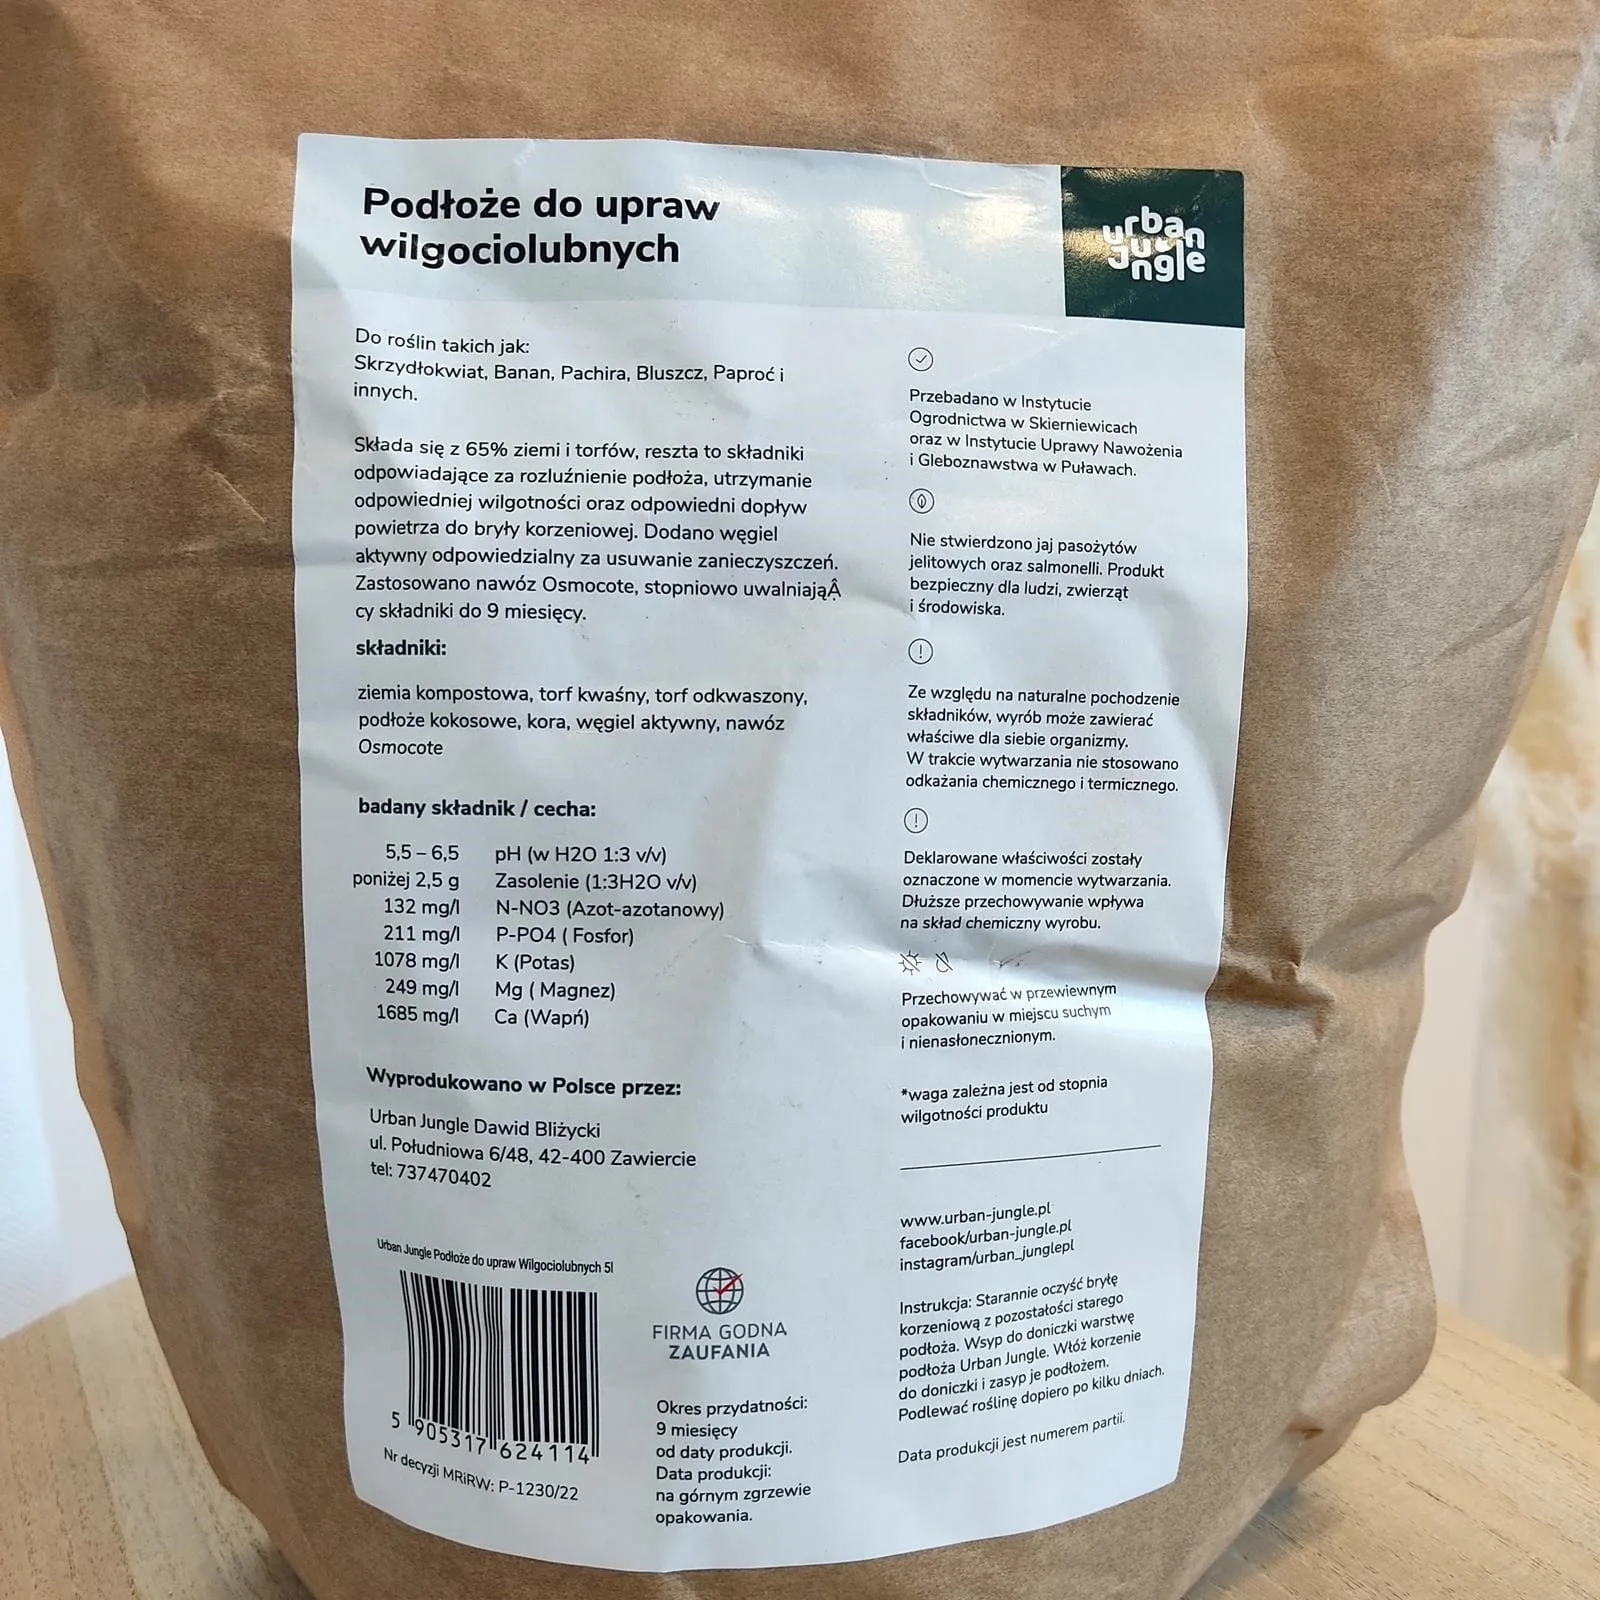 Podłoże do upraw
wilgociolubnych
urban
jungle
Do roślin takich jak:
Skrzydłokwiat, Banan, Pachira, Bluszcz, Paproć i
innych.
Składa się z 65% ziemi i torfów, reszta to składniki
odpowiadające za rozluźnienie podłoża, utrzymanie
odpowiedniej wilgotności oraz odpowiedni dopływ
powietrza do bryły korzeniowej. Dodano węgiel
aktywny odpowiedzialny za usuwanie zanieczyszczeń.
Zastosowano nawóz Osmocote, stopniowo uwalniająÂ
cy składniki do 9 miesięcy.
składniki:
ziemia kompostowa, torf kwaśny, torf odkwaszony,
podłoże kokosowe, kora, węgiel aktywny, nawóz
Osmocote
badany składnik / cecha:
5,5 – 6,5 pH (w H2O 1:3 v/v)
poniżej 2,5 g Zasolenie (1:3H2O v/v)
132 mg/l N-NO3 (Azot-azotanowy)
211 mg/l P-PO4 ( Fosfor)
1078 mg/l K (Potas)
249 mg/l Mg ( Magnez)
1685 mg/l Ca (Wapń)
Wyprodukowano w Polsce przez:
Urban Jungle Dawid Bliżycki
ul. Południowa 6/48, 42-400 Zawiercie
tel: 737470402
Urban Jungle Podłoże do upraw Wilgociolubnych 5l
5 905317 624114
Nr decyzji MRiRW: P-1230/22
FIRMA GODNA
ZAUFANIA
Okres przydatności:
9 miesięcy
od daty produkcji.
Data produkcji:
na górnym zgrzewie
opakowania.
Przebadano w Instytucie
Ogrodnictwa w Skierniewicach
oraz w Instytucie Uprawy Nawożenia
i Gleboznawstwa w Puławach.
Nie stwierdzono jaj pasożytów
jelitowych oraz salmonelli. Produkt
bezpieczny dla ludzi, zwierząt
i środowiska.
Ze względu na naturalne pochodzenie
składników, wyrób może zawierać
właściwe dla siebie organizmy.
W trakcie wytwarzania nie stosowano
odkażania chemicznego i termicznego.
Deklarowane właściwości zostały
oznaczone w momencie wytwarzania.
Dłuższe przechowywanie wpływa
na skład chemiczny wyrobu.
Przechowywać w przewiewnym
opakowaniu w miejscu suchym
i nienasłonecznionym.
*waga zależna jest od stopnia
wilgotności produktu
www.urban-jungle.pl
facebook/urban-jungle.pl
instagram/urban_junglepl
Instrukcja: Starannie oczyść bryłę
korzeniową z pozostałości starego
podłoża. Wsyp do doniczki warstwę
podłoża Urban Jungle. Włóż korzenie
do doniczki i zasyp je podłożem.
Podlewać roślinę dopiero po kilku dniach.
Data produkcji jest numerem partii.